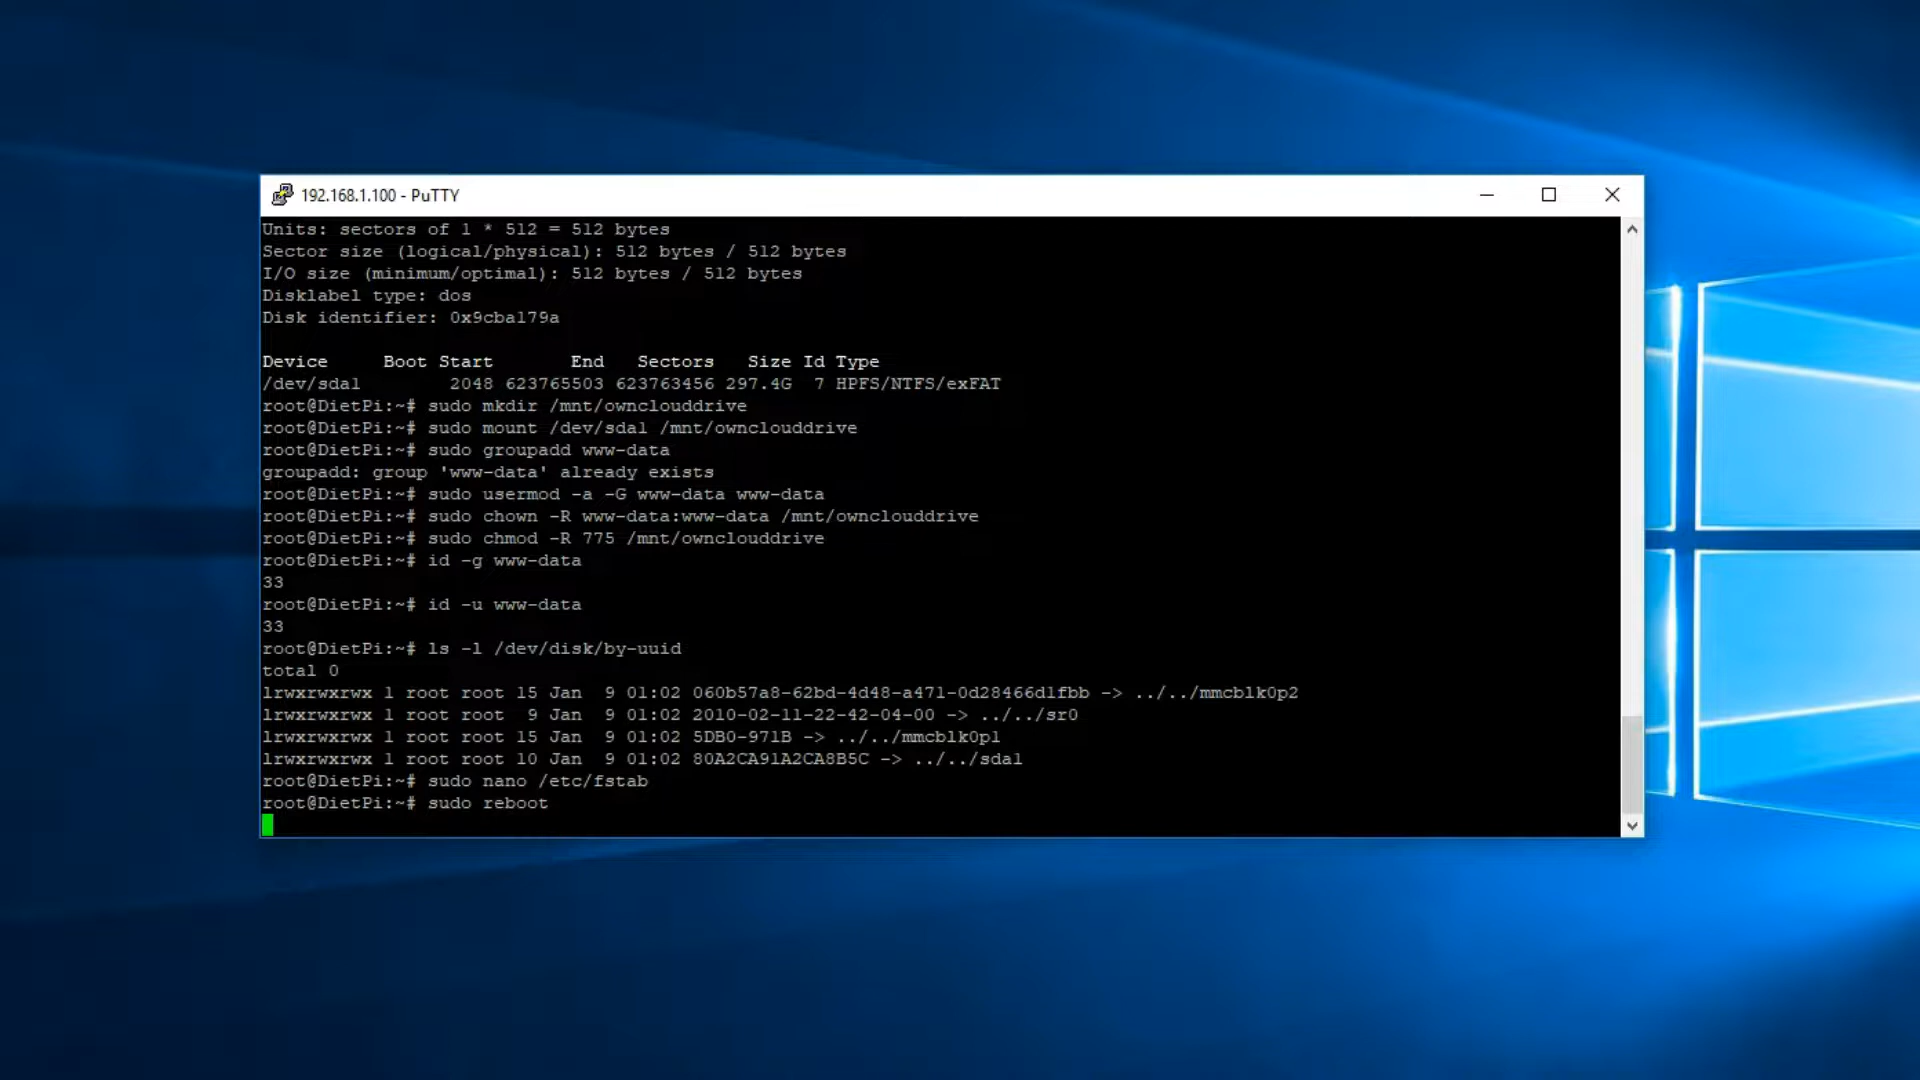 192.168.1.100 - PuTTY
Units: sectors of 1 * 512 = 512 bytes
Sector size (logical/physical): 512 bytes / 512 bytes
I/O size (minimum/optimal): 512 bytes / 512 bytes
Disklabel type: dos
Disk identifier: 0x9cba179a
Device     Boot Start       End   Sectors   Size Id Type
/dev/sda1        2048 623765503 623763456 297.4G  7 HPFS/NTFS/exFAT
root@DietPi:~# sudo mkdir /mnt/ownclouddrive
root@DietPi:~# sudo mount /dev/sda1 /mnt/ownclouddrive
root@DietPi:~# sudo groupadd www-data
groupadd: group 'www-data' already exists
root@DietPi:~# sudo usermod -a -G www-data www-data
root@DietPi:~# sudo chown -R www-data:www-data /mnt/ownclouddrive
root@DietPi:~# sudo chmod -R 775 /mnt/ownclouddrive
root@DietPi:~# id -g www-data
33
root@DietPi:~# id -u www-data
33
root@DietPi:~# ls -l /dev/disk/by-uuid
total 0
lrwxrwxrwx 1 root root 15 Jan  9 01:02 060b57a8-62bd-4d48-a471-0d28466d1fbb -> ../../mmcblk0p2
lrwxrwxrwx 1 root root  9 Jan  9 01:02 2010-02-11-22-42-04-00 -> ../../sr0
lrwxrwxrwx 1 root root 15 Jan  9 01:02 5DB0-971B -> ../../mmcblk0p1
lrwxrwxrwx 1 root root 10 Jan  9 01:02 80A2CA91A2CA8B5C -> ../../sda1
root@DietPi:~# sudo nano /etc/fstab
root@DietPi:~# sudo reboot